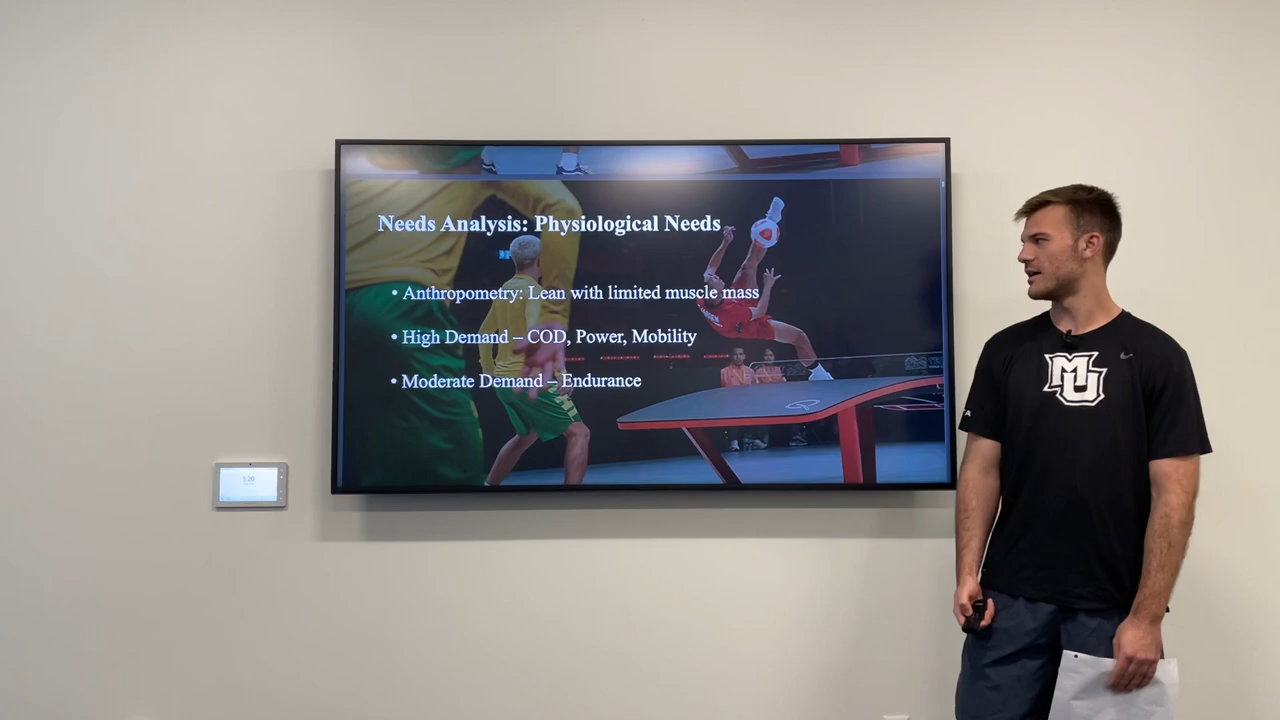 Needs Analysis: Physiological Needs
• Anthropometry: Lean with limited muscle mass
• High Demand – COD, Power, Mobility
• Moderate Demand – Endurance
MU